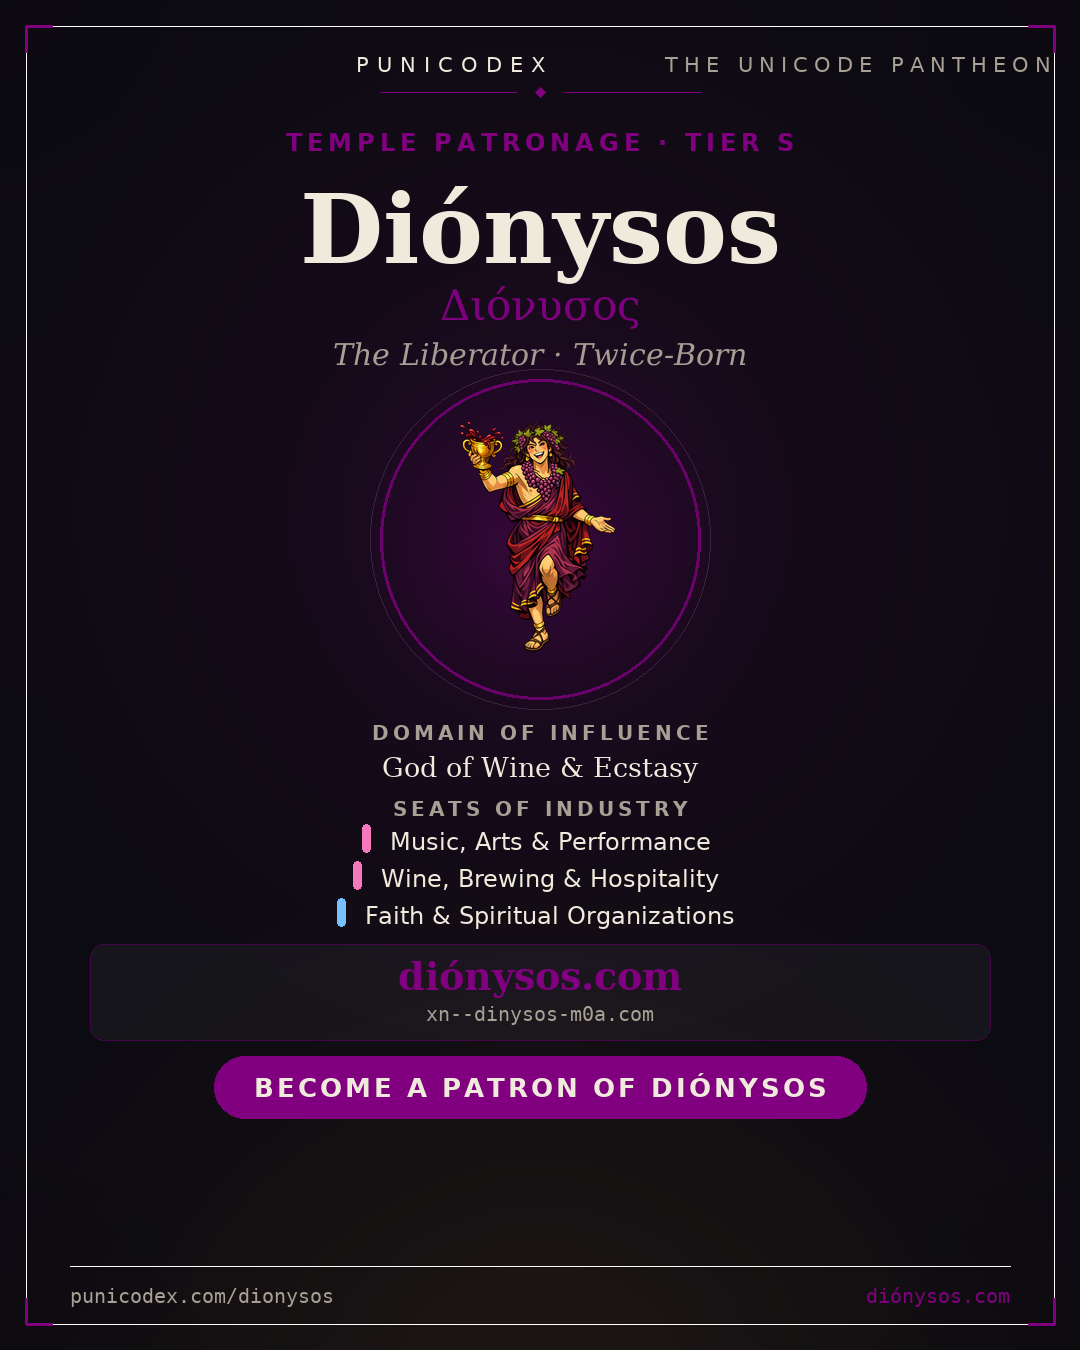 PUNICODEX THE UNICODE PANTHEON
TEMPLE PATRONAGE · TIER S
Diónysos
Διόνυσος
The Liberator · Twice-Born
DOMAIN OF INFLUENCE
God of Wine & Ecstasy
SEATS OF INDUSTRY
Music, Arts & Performance
Wine, Brewing & Hospitality
Faith & Spiritual Organizations
diónysos.com
xn--dinysos-m0a.com
BECOME A PATRON OF DIÓNYSOS
punicodex.com/dionysos diónysos.com